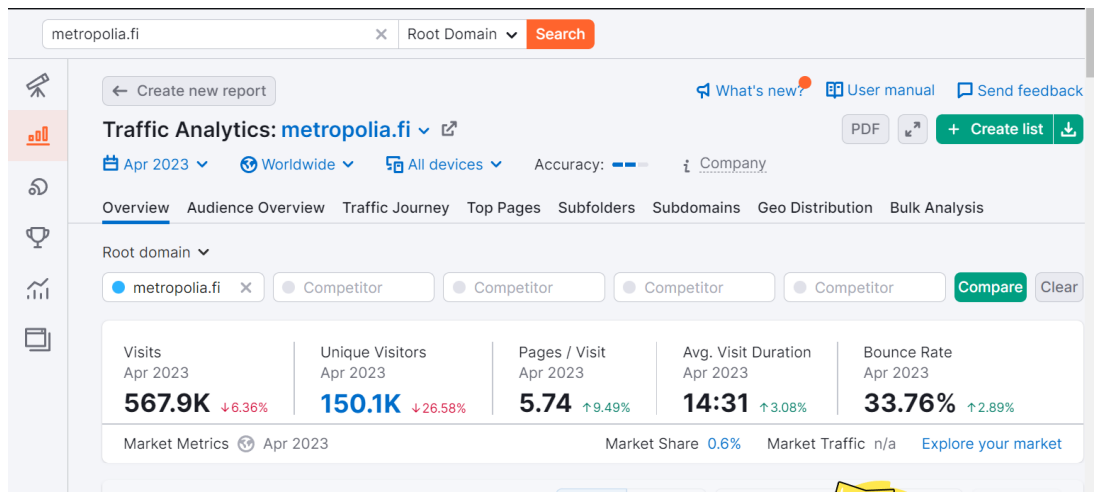 metropolia.fi × Root Domain Search
← Create new report What's new? User manual Send feedback
Traffic Analytics: metropolia.fi PDF + Create list
Apr 2023 Worldwide All devices Accuracy: i Company
Overview Audience Overview Traffic Journey Top Pages Subfolders Subdomains Geo Distribution Bulk Analysis
Root domain
metropolia.fi × Competitor Competitor Competitor Competitor Compare Clear
Visits Unique Visitors Pages / Visit Avg. Visit Duration Bounce Rate
Apr 2023 Apr 2023 Apr 2023 Apr 2023 Apr 2023
567.9K ↓6.36% 150.1K ↓26.58% 5.74 ↑9.49% 14:31 ↑3.08% 33.76% ↑2.89%
Market Metrics Apr 2023 Market Share 0.6% Market Traffic n/a Explore your market